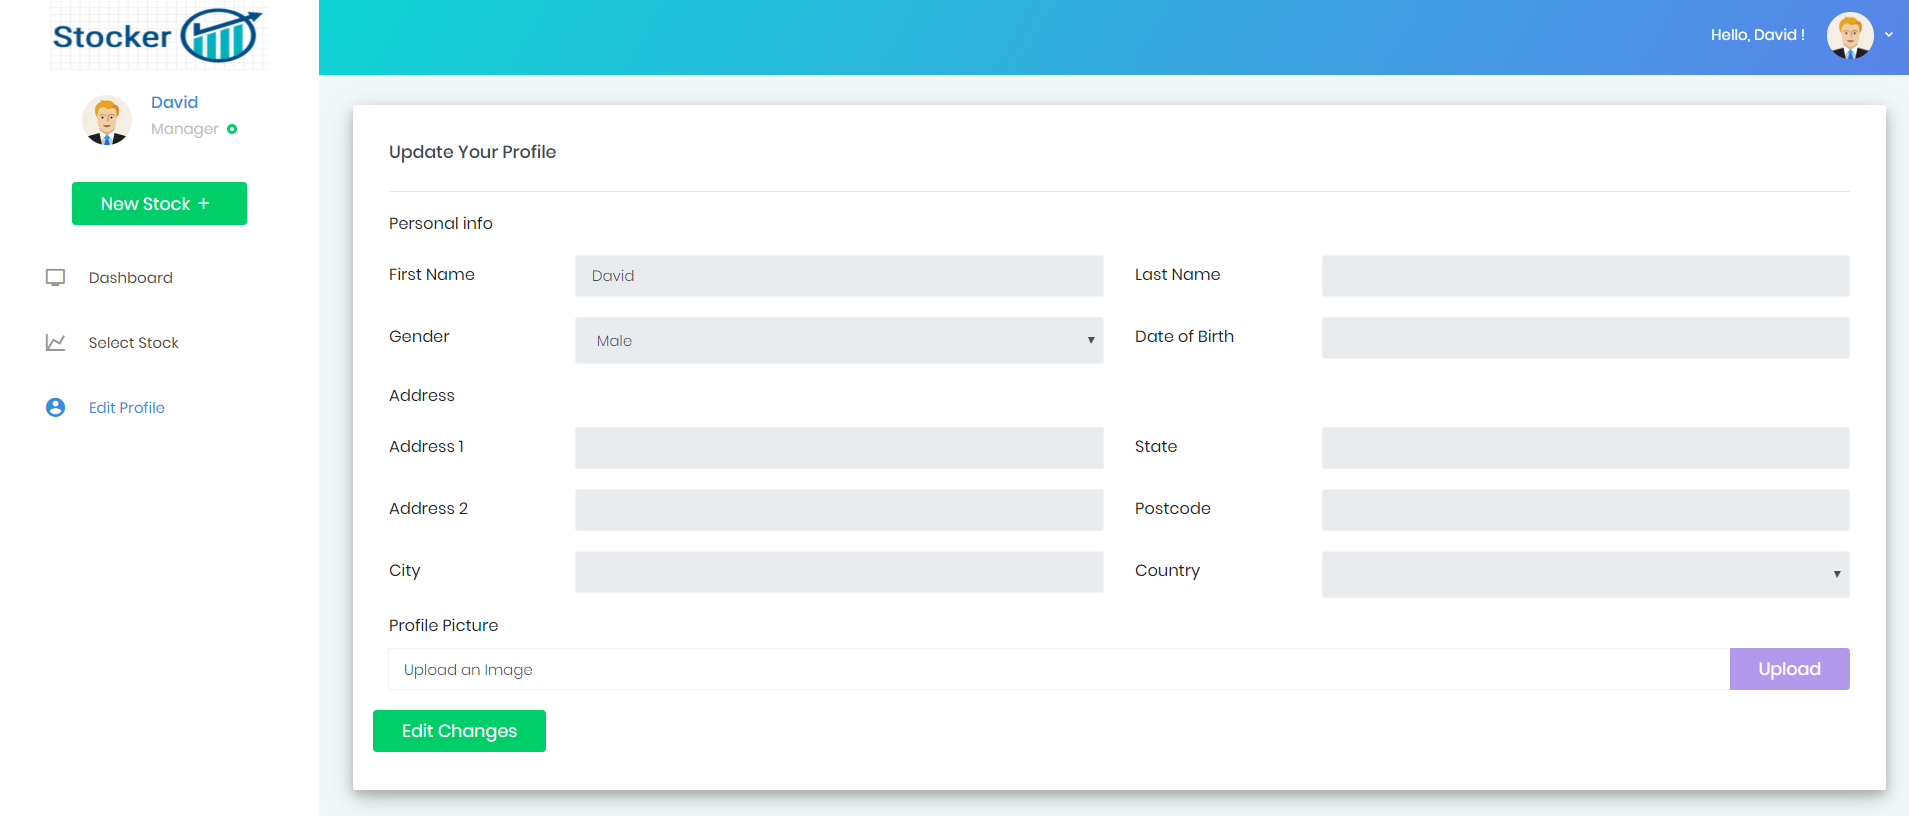 Stocker
Hello, David !
David
Manager
New Stock +
Dashboard
Select Stock
Edit Profile
Update Your Profile
Personal info
First Name David Last Name
Gender Male Date of Birth
Address
Address 1 State
Address 2 Postcode
City Country
Profile Picture
Upload an Image Upload
Edit Changes